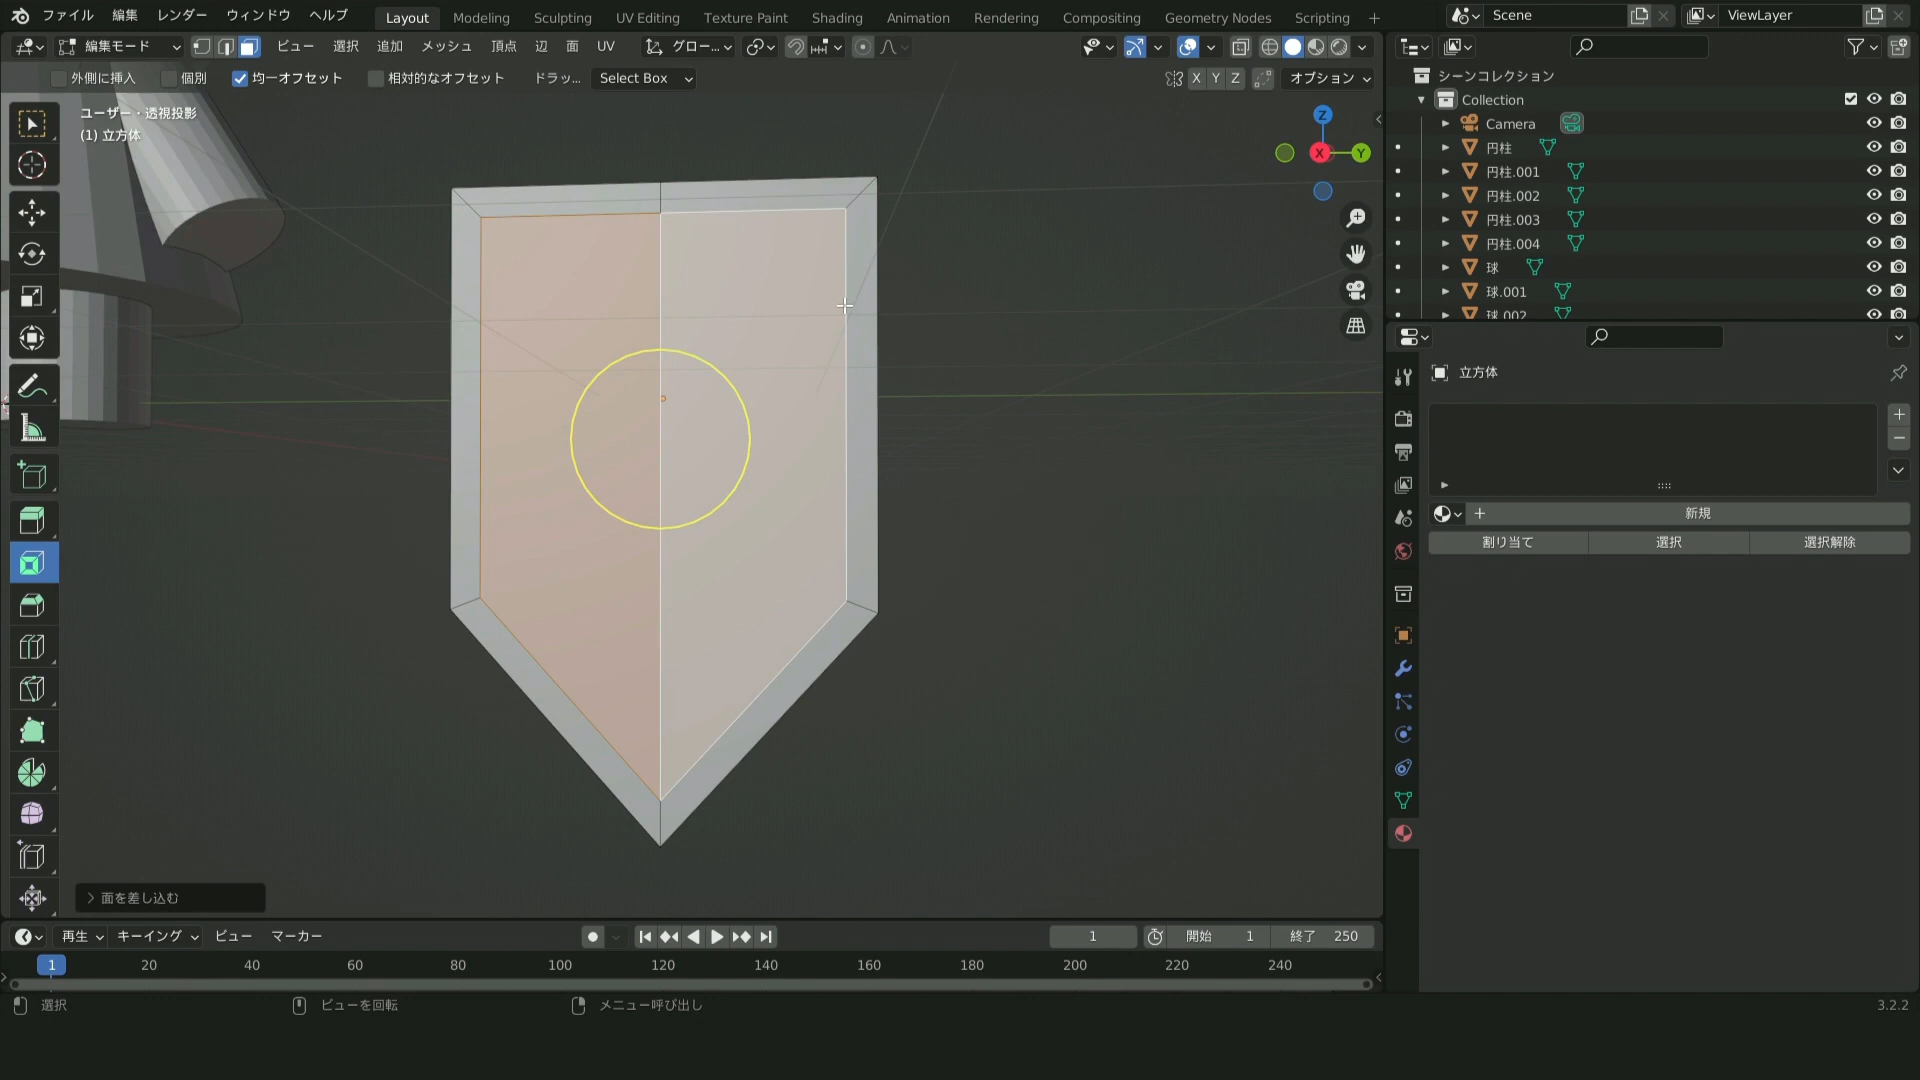 ファイル 編集 レンダー ウィンドウ ヘルプ Layout Modeling Sculpting UV Editing Texture Paint Shading Animation Rendering Compositing Geometry Nodes Scripting + Scene ViewLayer
編集モード ビュー 選択 追加 メッシュ 頂点 辺 面 UV グロー...
外側に挿入 個別 均一オフセット 相対的なオフセット ドラッ... Select Box X Y Z オプション
ユーザー・透視投影
(1) 立方体
Z
X Y
シーンコレクション
Collection
Camera
円柱
円柱.001
円柱.002
円柱.003
円柱.004
球
球.001
球.002
立方体
新規
割り当て 選択 選択解除
面を差し込む
再生 キーイング ビュー マーカー 1 開始 1 終了 250
1 20 40 60 80 100 120 140 160 180 200 220 240
選択 ビューを回転 メニュー呼び出し 3.2.2